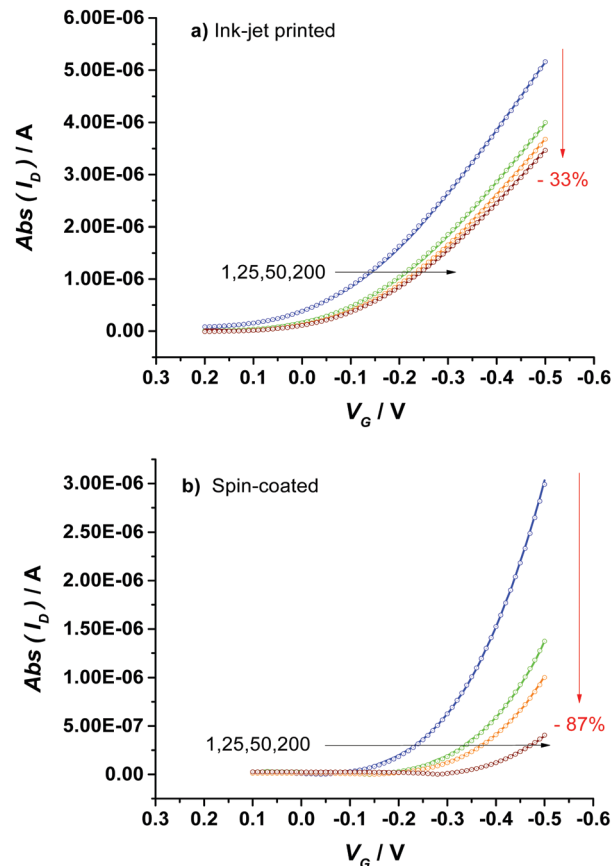 a) Ink-jet printed
6.00E-06
5.00E-06
4.00E-06
3.00E-06
2.00E-06
1.00E-06
0.00
Abs (I_D) / A
- 33%
1,25,50,200
0.3 0.2 0.1 0.0 -0.1 -0.2 -0.3 -0.4 -0.5 -0.6
V_G / V
b) Spin-coated
3.00E-06
2.50E-06
2.00E-06
1.50E-06
1.00E-06
5.00E-07
0.00
Abs (I_D) / A
- 87%
1,25,50,200
0.3 0.2 0.1 0.0 -0.1 -0.2 -0.3 -0.4 -0.5 -0.6
V_G / V